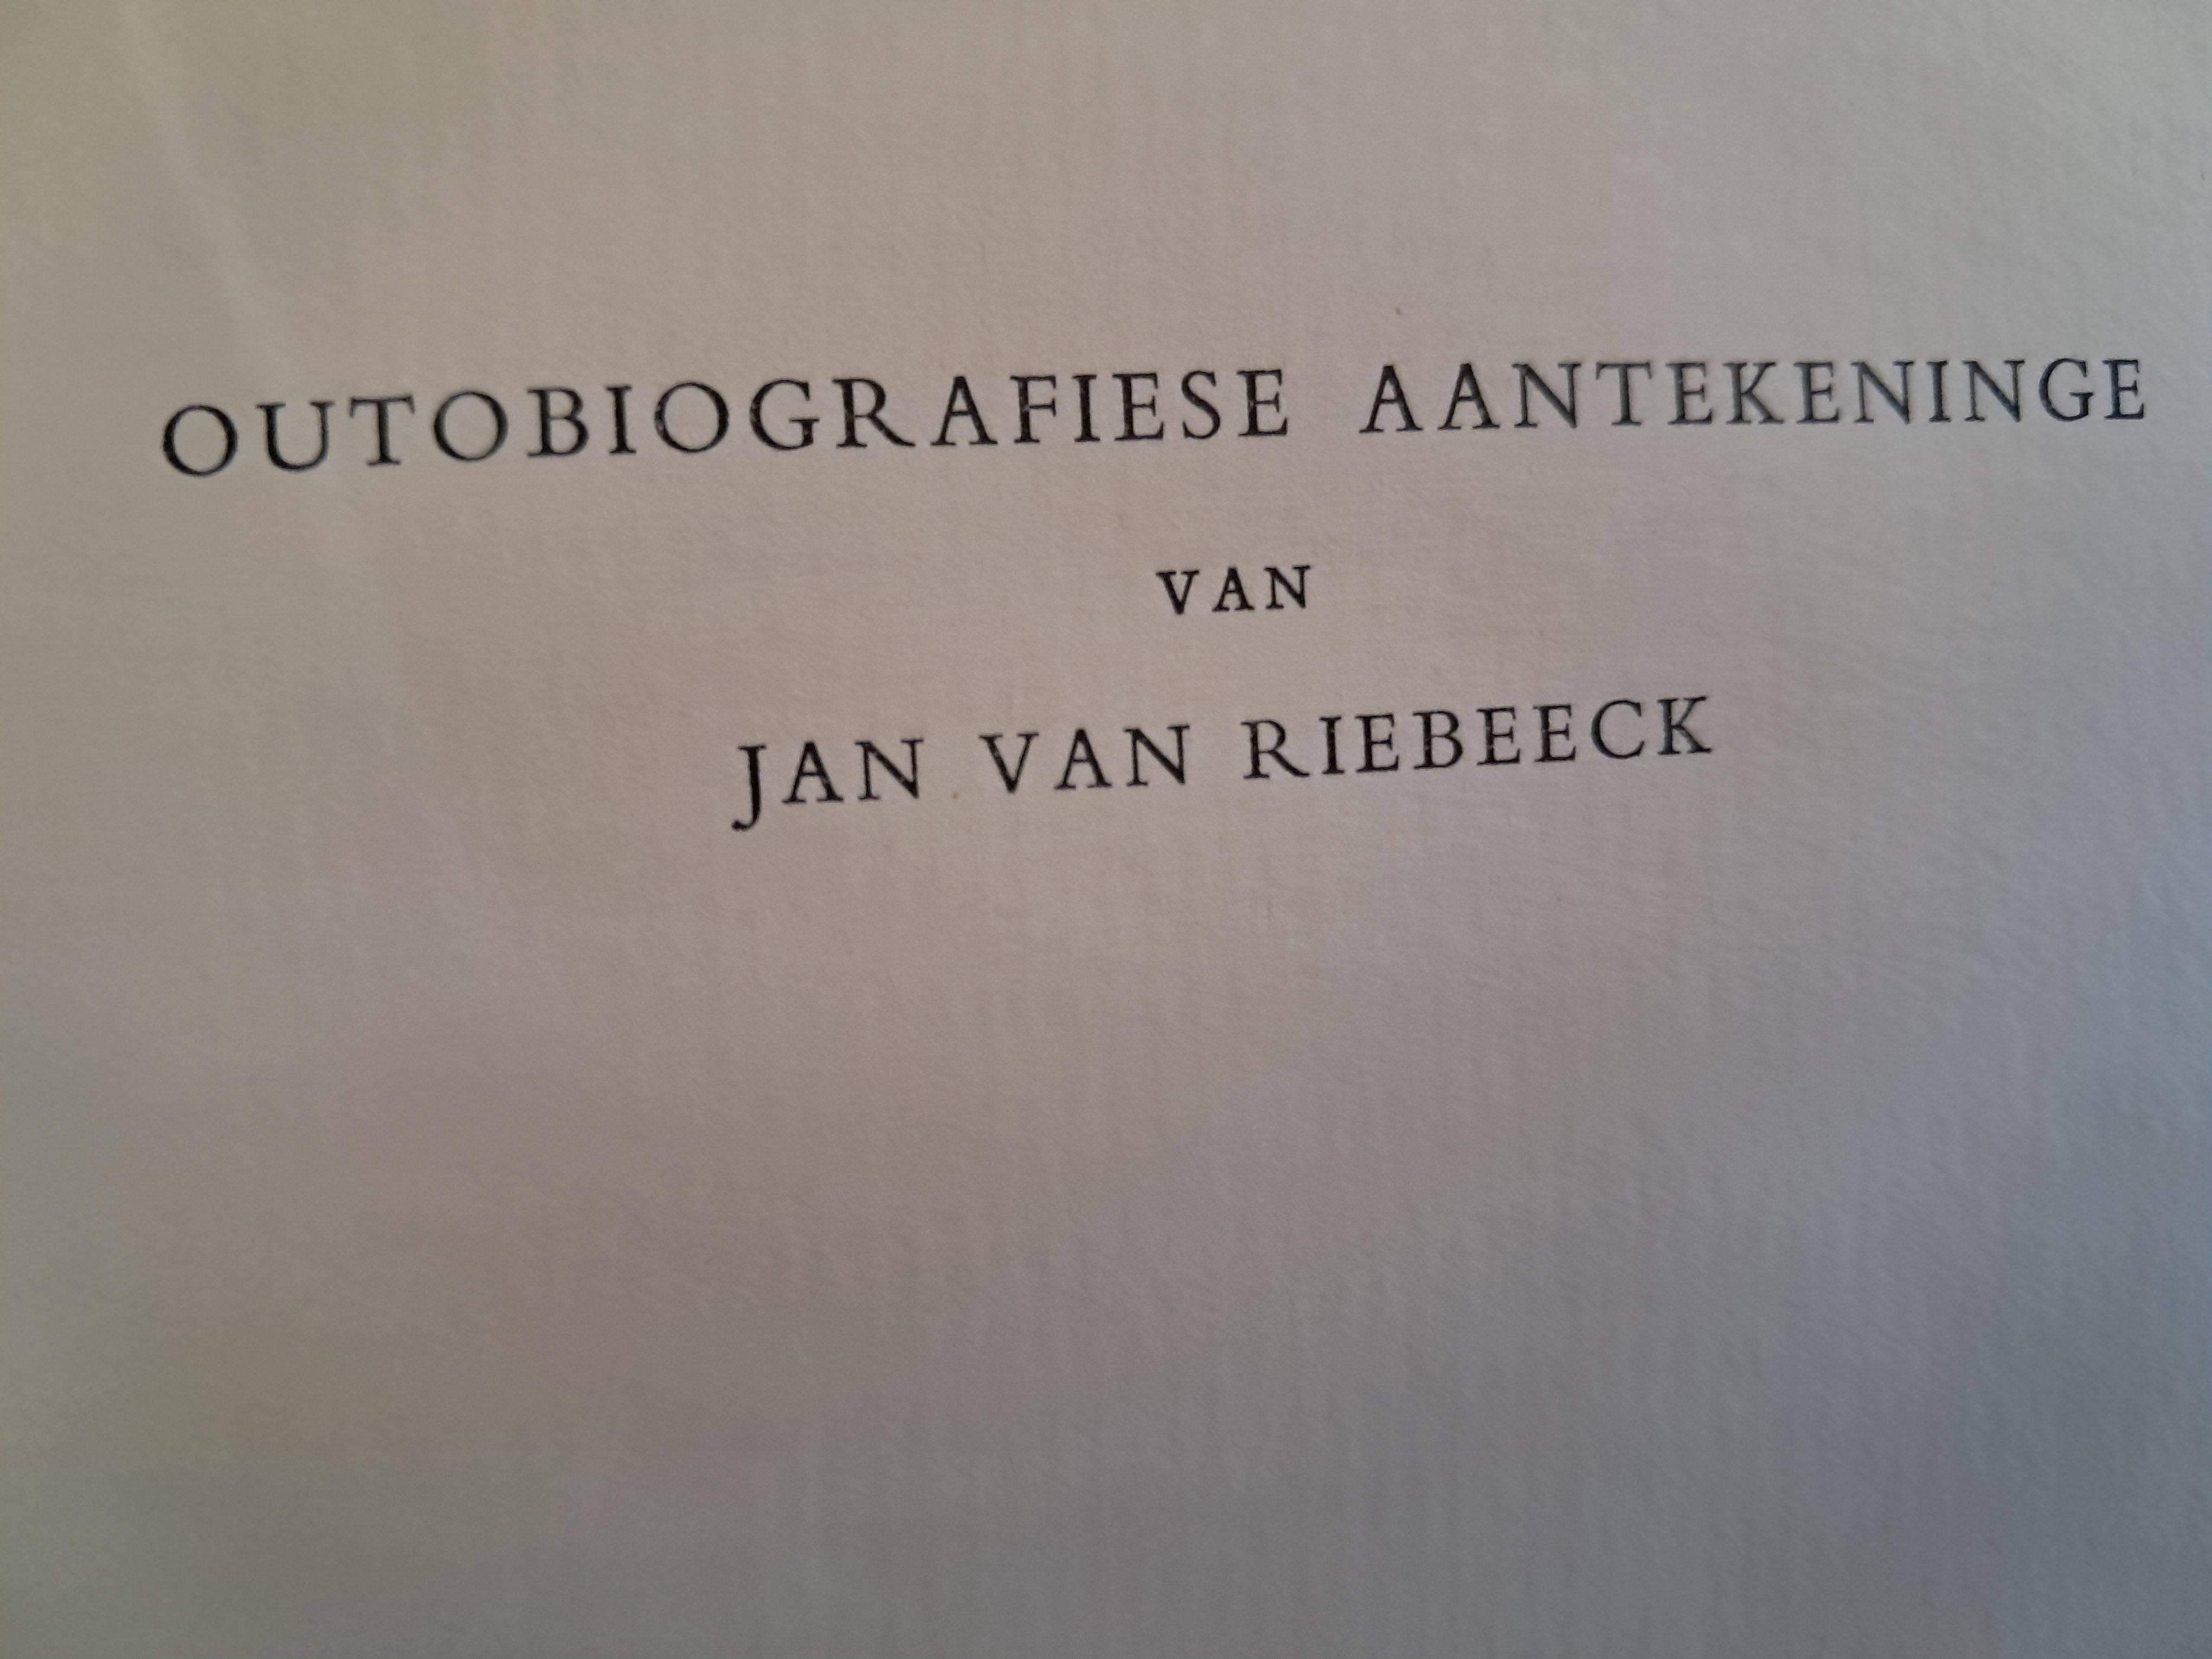 OUTOBIOGRAFIESE AANTEKENINGE
VAN
JAN VAN RIEBEECK